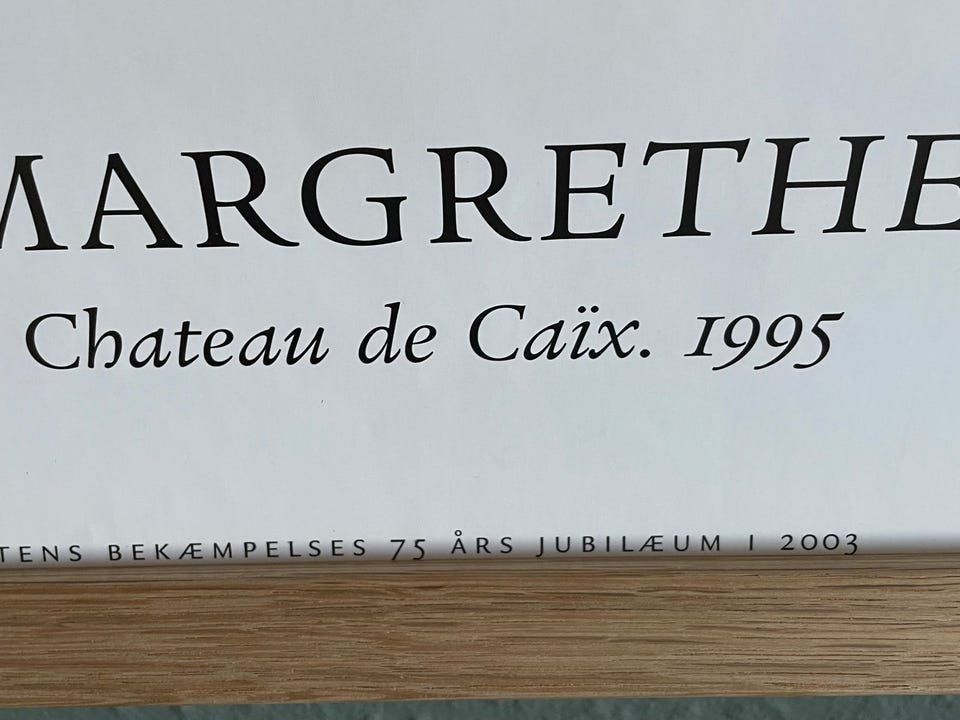 MARGRETHE
Chateau de Caïx. 1995
TENS BEKÆMPELSES 75 ÅRS JUBILÆUM I 2003